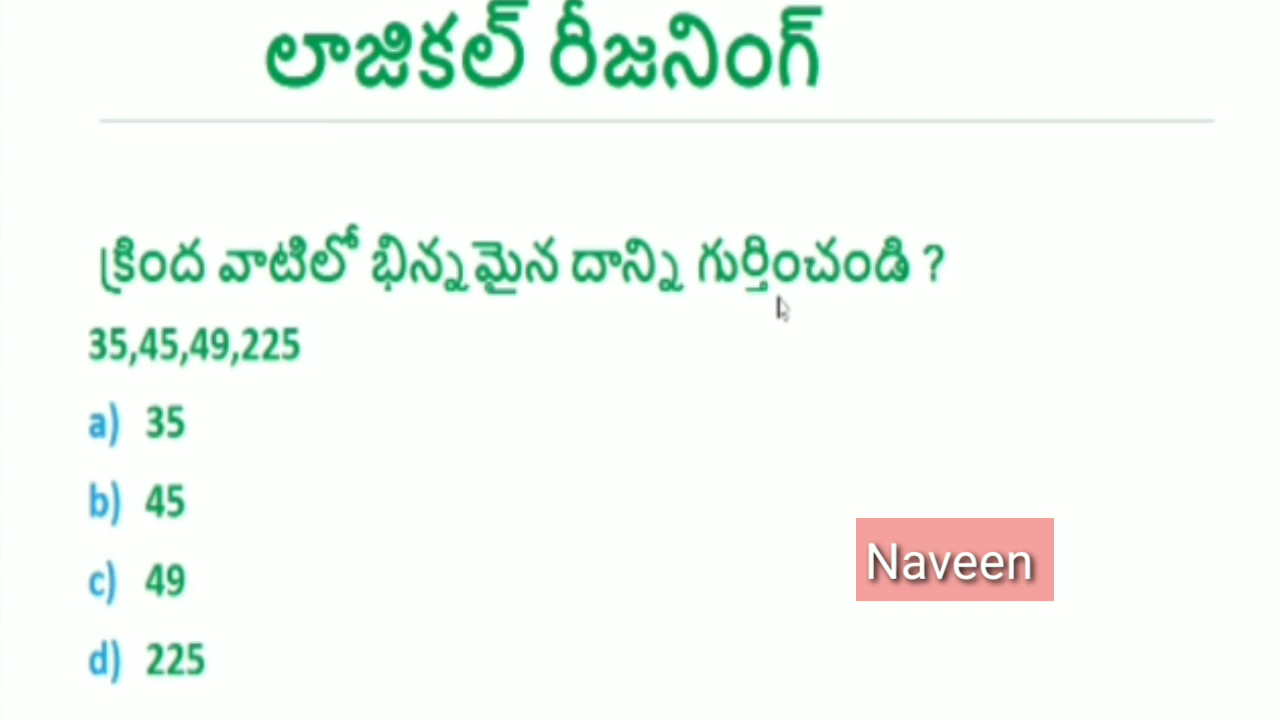 లాజికల్ రీజనింగ్
క్రింద వాటిలో భిన్నమైన దాన్ని గుర్తించండి ?
35,45,49,225
a) 35
b) 45
c) 49
Naveen
d) 225